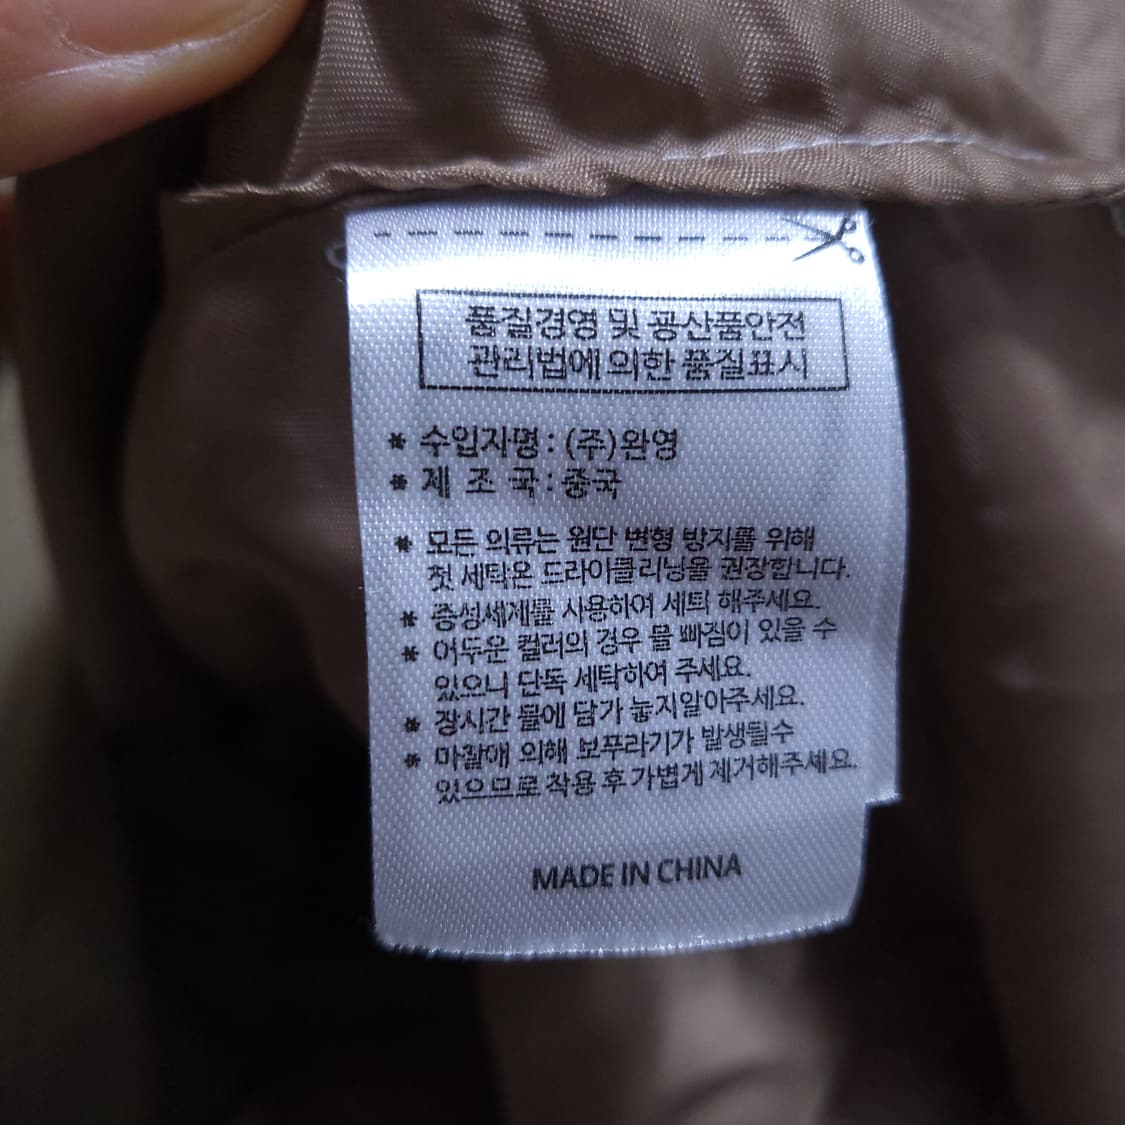 품질경영 및 공산품안전
관리법에 의한 품질표시
* 수입자명 : (주)완영
* 제 조 국 : 중국
* 모든 의류는 원단 변형 방지를 위해
첫 세탁은 드라이클리닝을 권장합니다.
* 중성세제를 사용하여 세탁 해주세요.
* 어두운 컬러의 경우 물 빠짐이 있을 수
있으니 단독 세탁하여 주세요.
* 장시간 물에 담가 놓지말아주세요.
* 마찰에 의해 보푸라기가 발생될수
있으므로 착용 후 가볍게 제거해주세요.
MADE IN CHINA